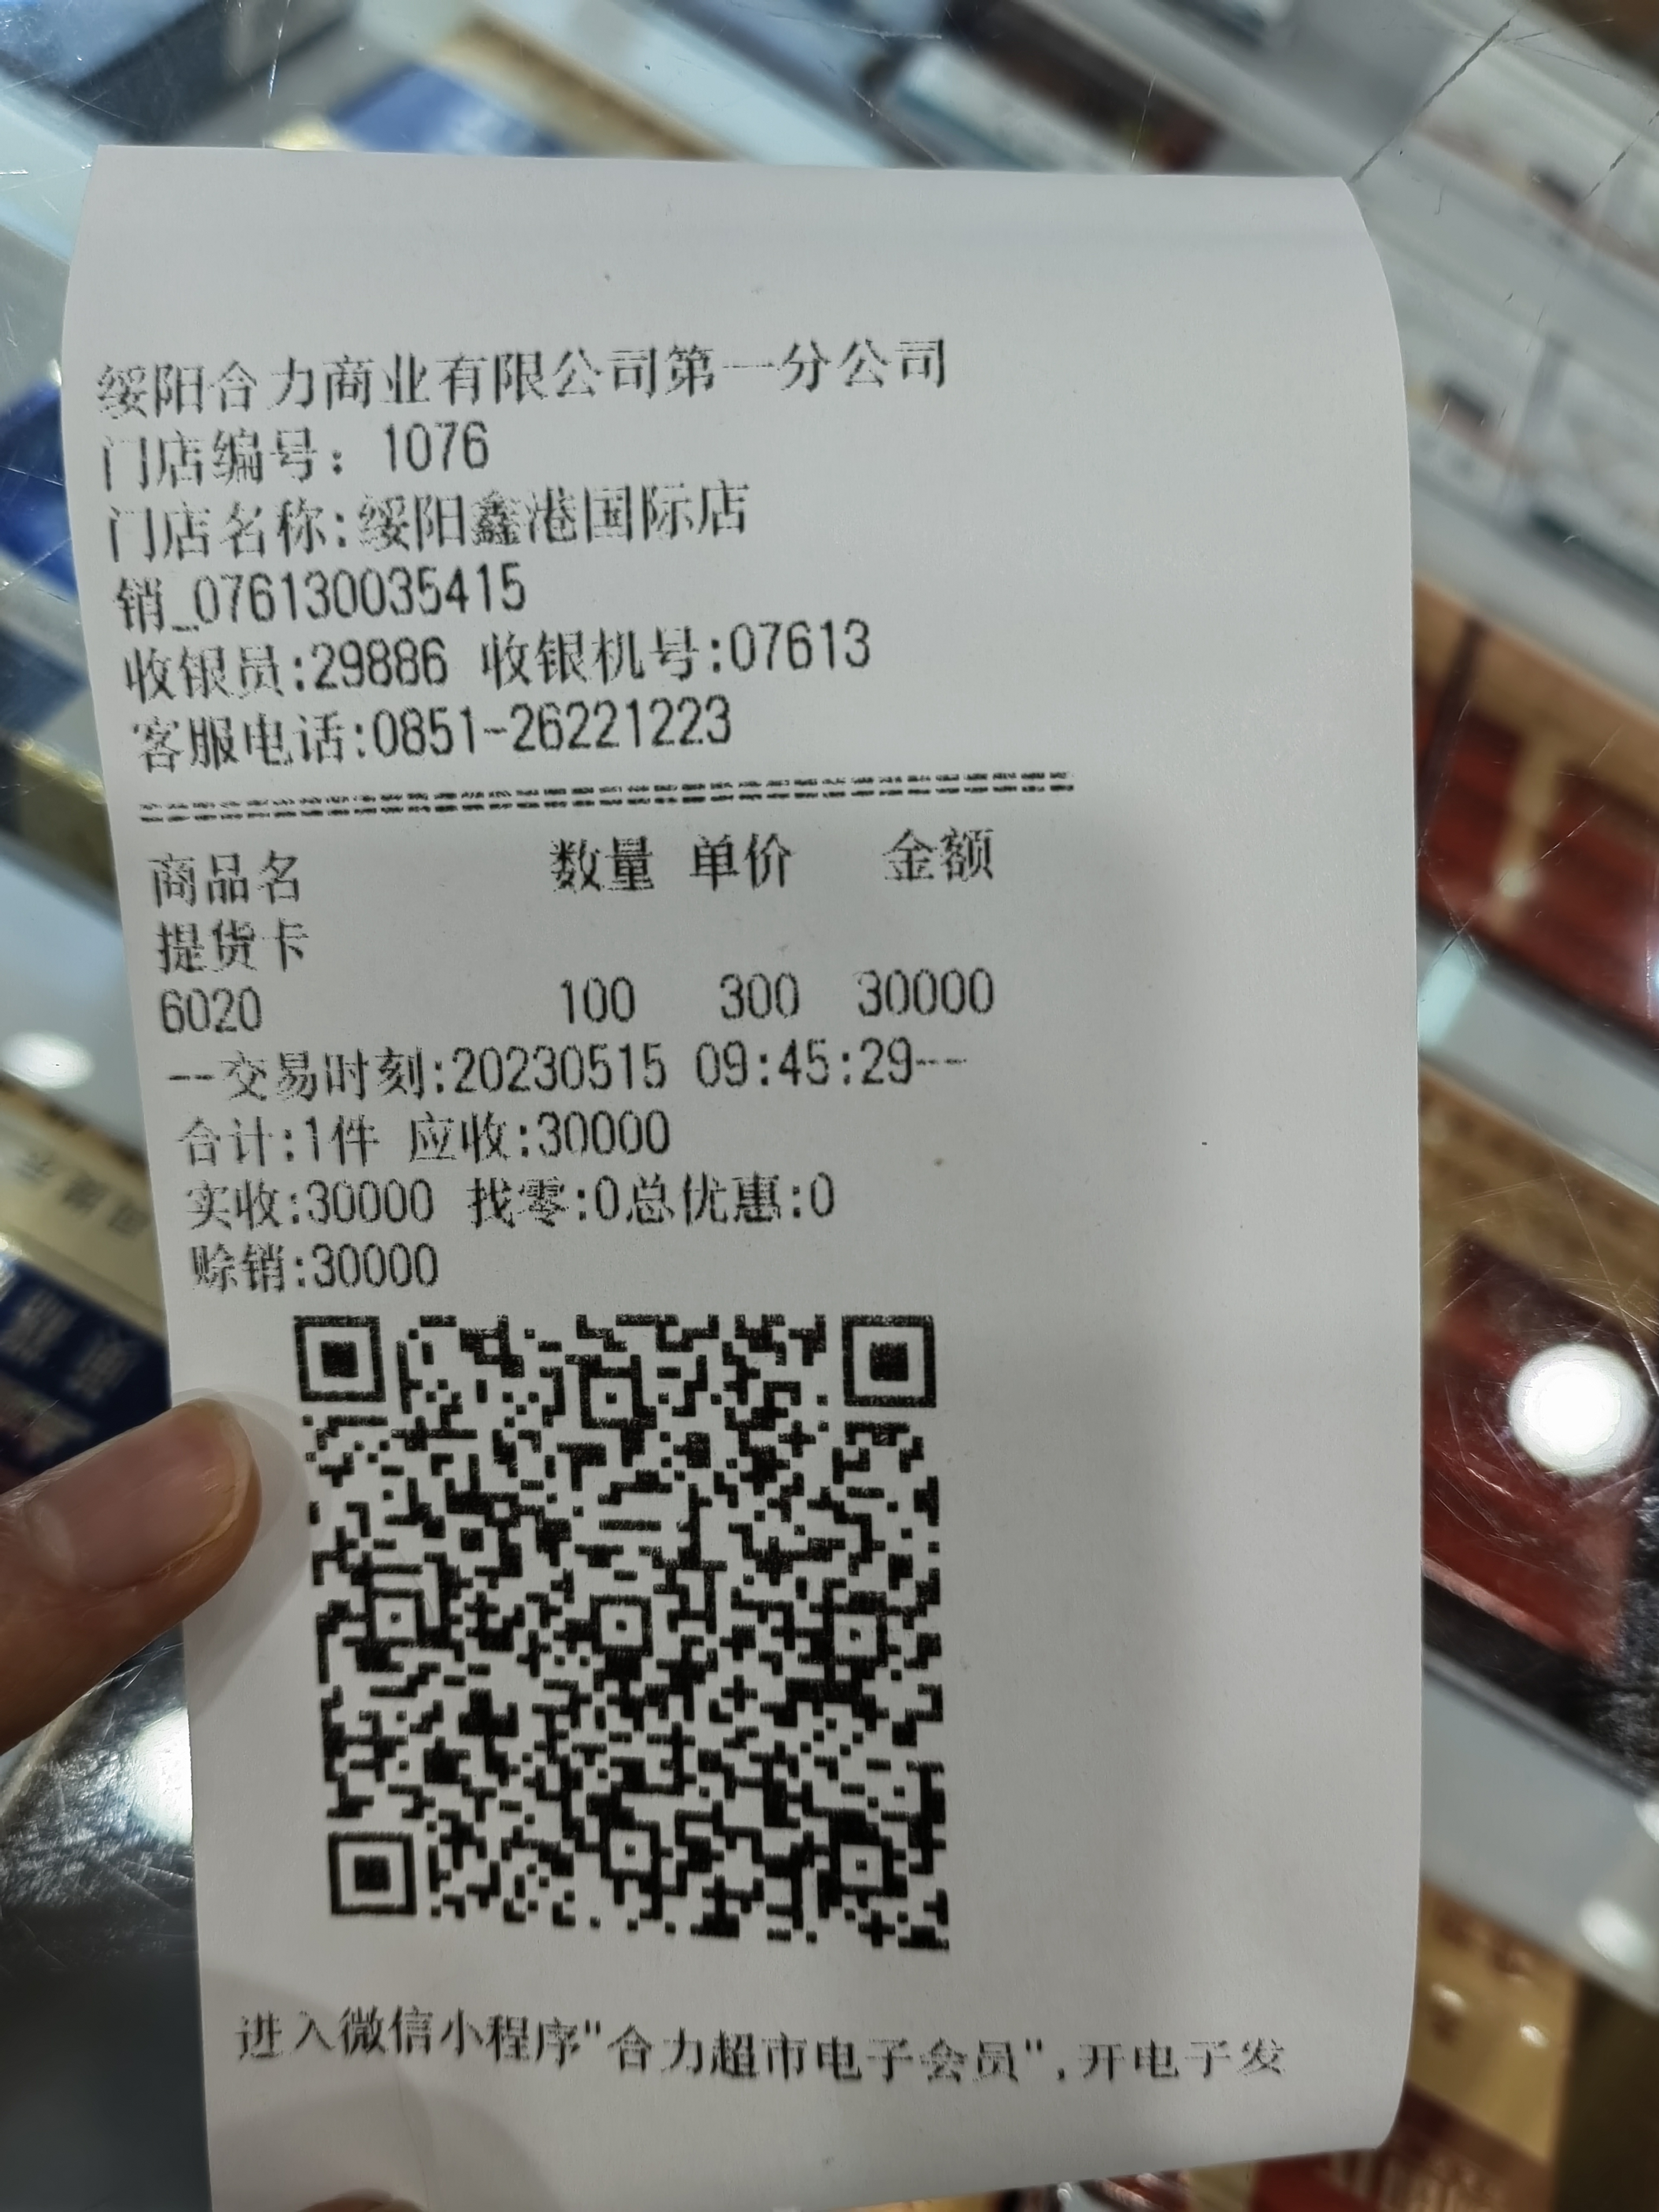 绥阳合力商业有限公司第一分公司
门店编号：1076
门店名称:绥阳鑫港国际店
销_076130035415
收银员:29886 收银机号:07613
客服电话:0851-26221223
商品名 数量 单价 金额
提货卡
6020 100 300 30000
--交易时刻:20230515 09:45:29---
合计:1件 应收:30000
实收:30000 找零:0总优惠:0
赊销:30000
进入微信小程序"合力超市电子会员",开电子发